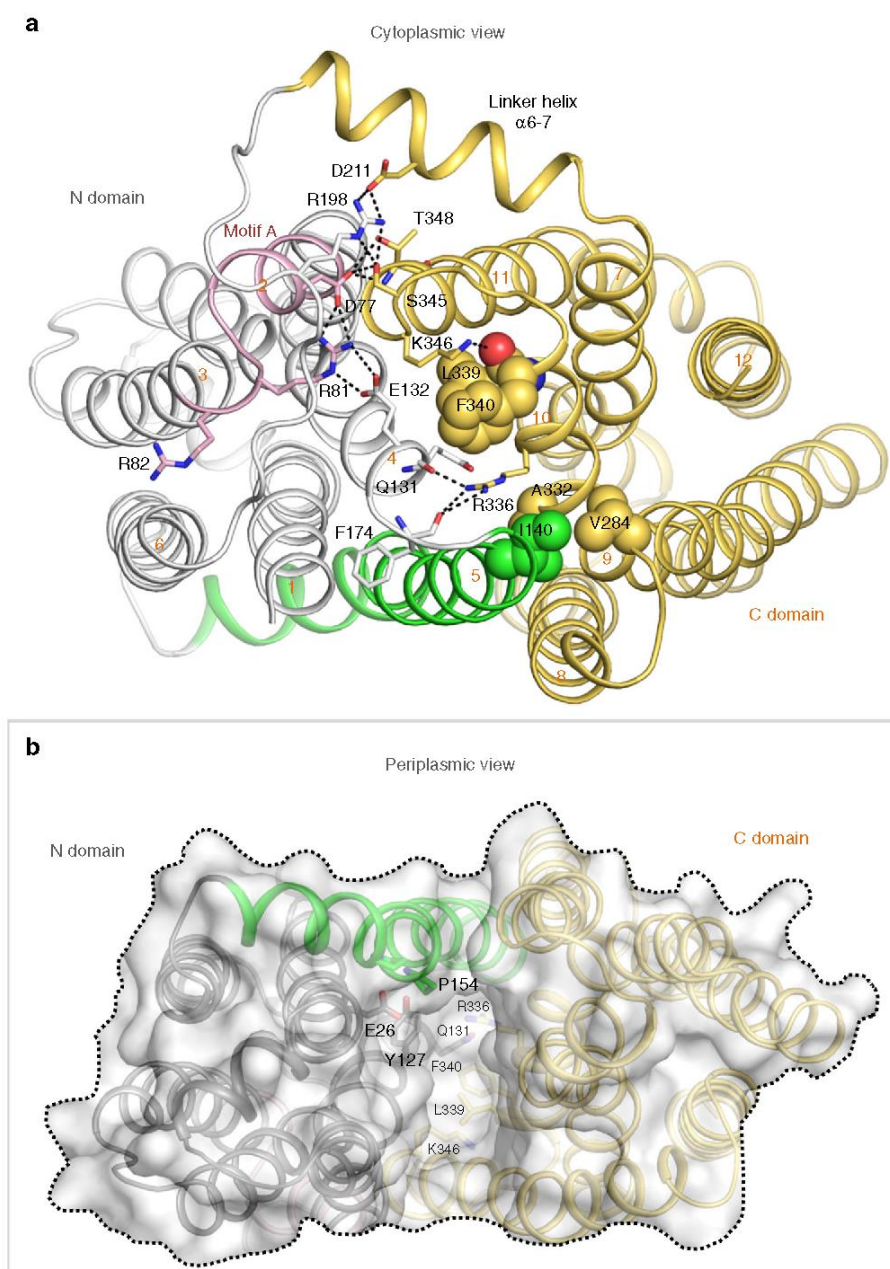 a
Cytoplasmic view
Linker helix
α6-7
D211
N domain
R198
T348
Motif A
11
7
2
D77
S345
K346
12
3
L339
R81
E132
F340
10
R82
4
Q131
A332
R336
I140
V284
F174
6
5
9
1
C domain
8
b
Periplasmic view
N domain
C domain
P154
R336
E26
Q131
Y127
F340
L339
K346